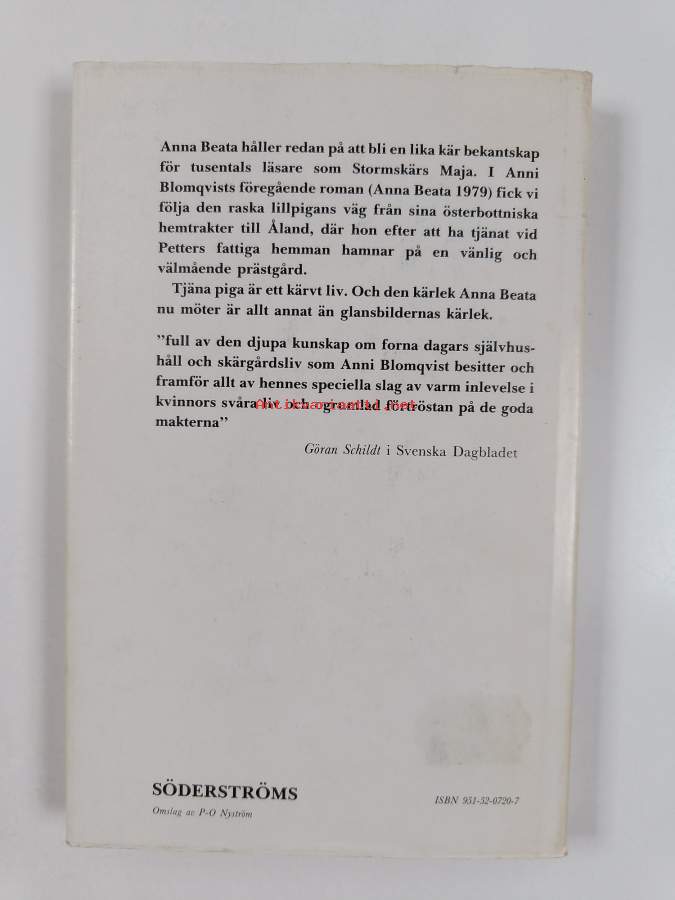 Anna Beata håller redan på att bli en lika kär bekantskap
för tusentals läsare som Stormskärs Maja. I Anni
Blomqvists föregående roman (Anna Beata 1979) fick vi
följa den raska lillpigans väg från sina österbottniska
hemtrakter till Åland, där hon efter att ha tjänat vid
Petters fattiga hemman hamnar på en vänlig och
välmående prästgård.
Tjäna piga är ett kärvt liv. Och den kärlek Anna Beata
nu möter är allt annat än glansbildernas kärlek.
”full av den djupa kunskap om forna dagars självhus-
håll och skärgårdsliv som Anni Blomqvist besitter och
framför allt av hennes speciella slag av varm inlevelse i
kvinnors svåra liv och förtröstan på de goda
makterna”
Göran Schildt i Svenska Dagbladet
SÖDERSTRÖMS
Omslag av P-O Nyström
ISBN 951-52-0720-7